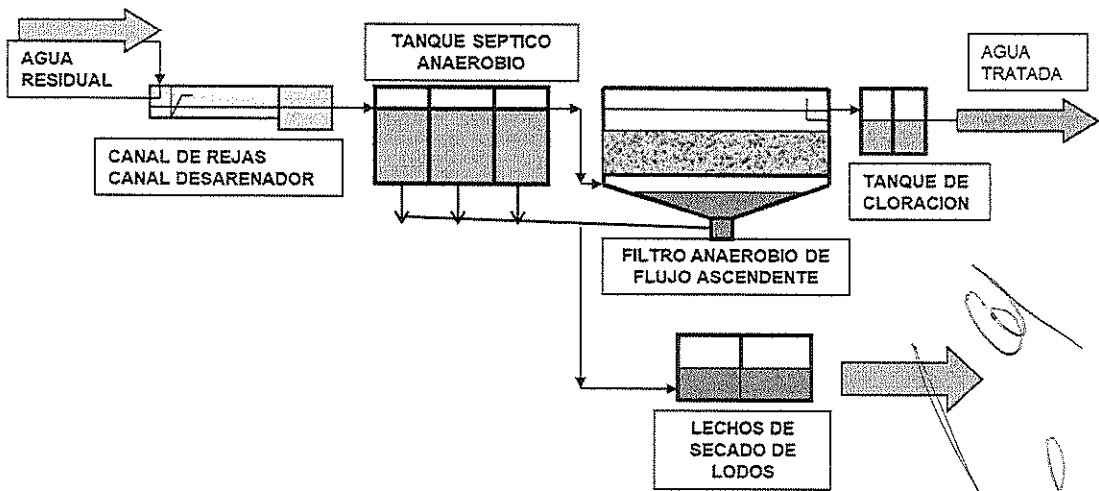 AGUA
RESIDUAL
CANAL DE REJAS
CANAL DESARENADOR
TANQUE SEPTICO
ANAEROBIO
FILTRO ANAEROBIO DE
FLUJO ASCENDENTE
TANQUE DE
CLORACION
AGUA
TRATADA
LECHOS DE
SECADO DE
LODOS